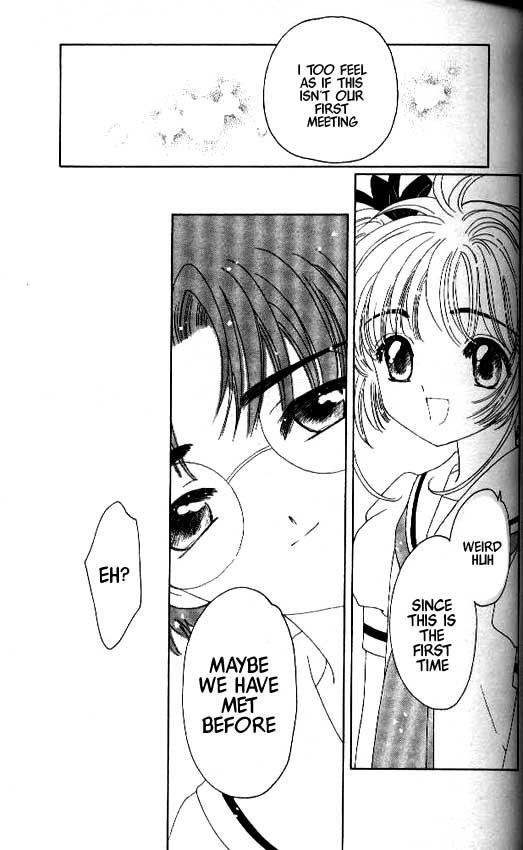 I TOO FEEL
AS IF THIS
ISN'T OUR
FIRST
MEETING
WEIRD
HUH
SINCE
THIS IS
THE
FIRST
TIME
MAYBE
WE HAVE
MET
BEFORE
EH?